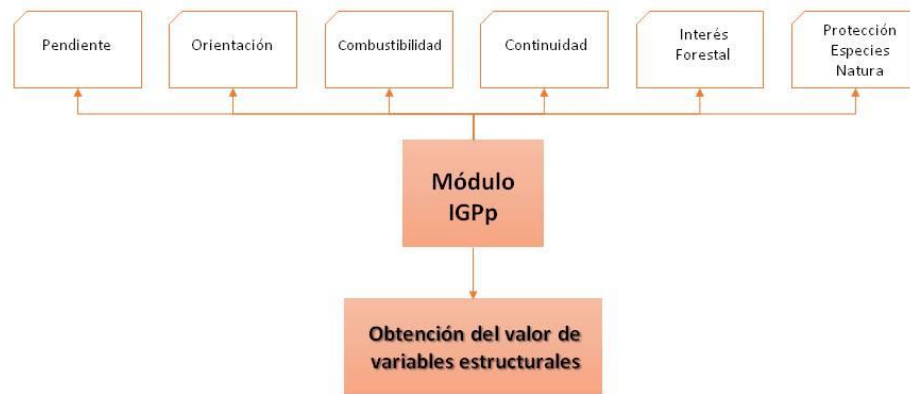 Pendiente
Orientación
Combustibilidad
Continuidad
Interés
Forestal
Protección
Especies
Natura
Módulo
IGPp
Obtención del valor de
variables estructurales